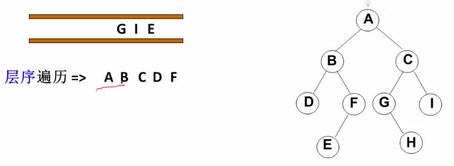 G I E
层序遍历 => A B C D F
A
B C
D F G I
E H